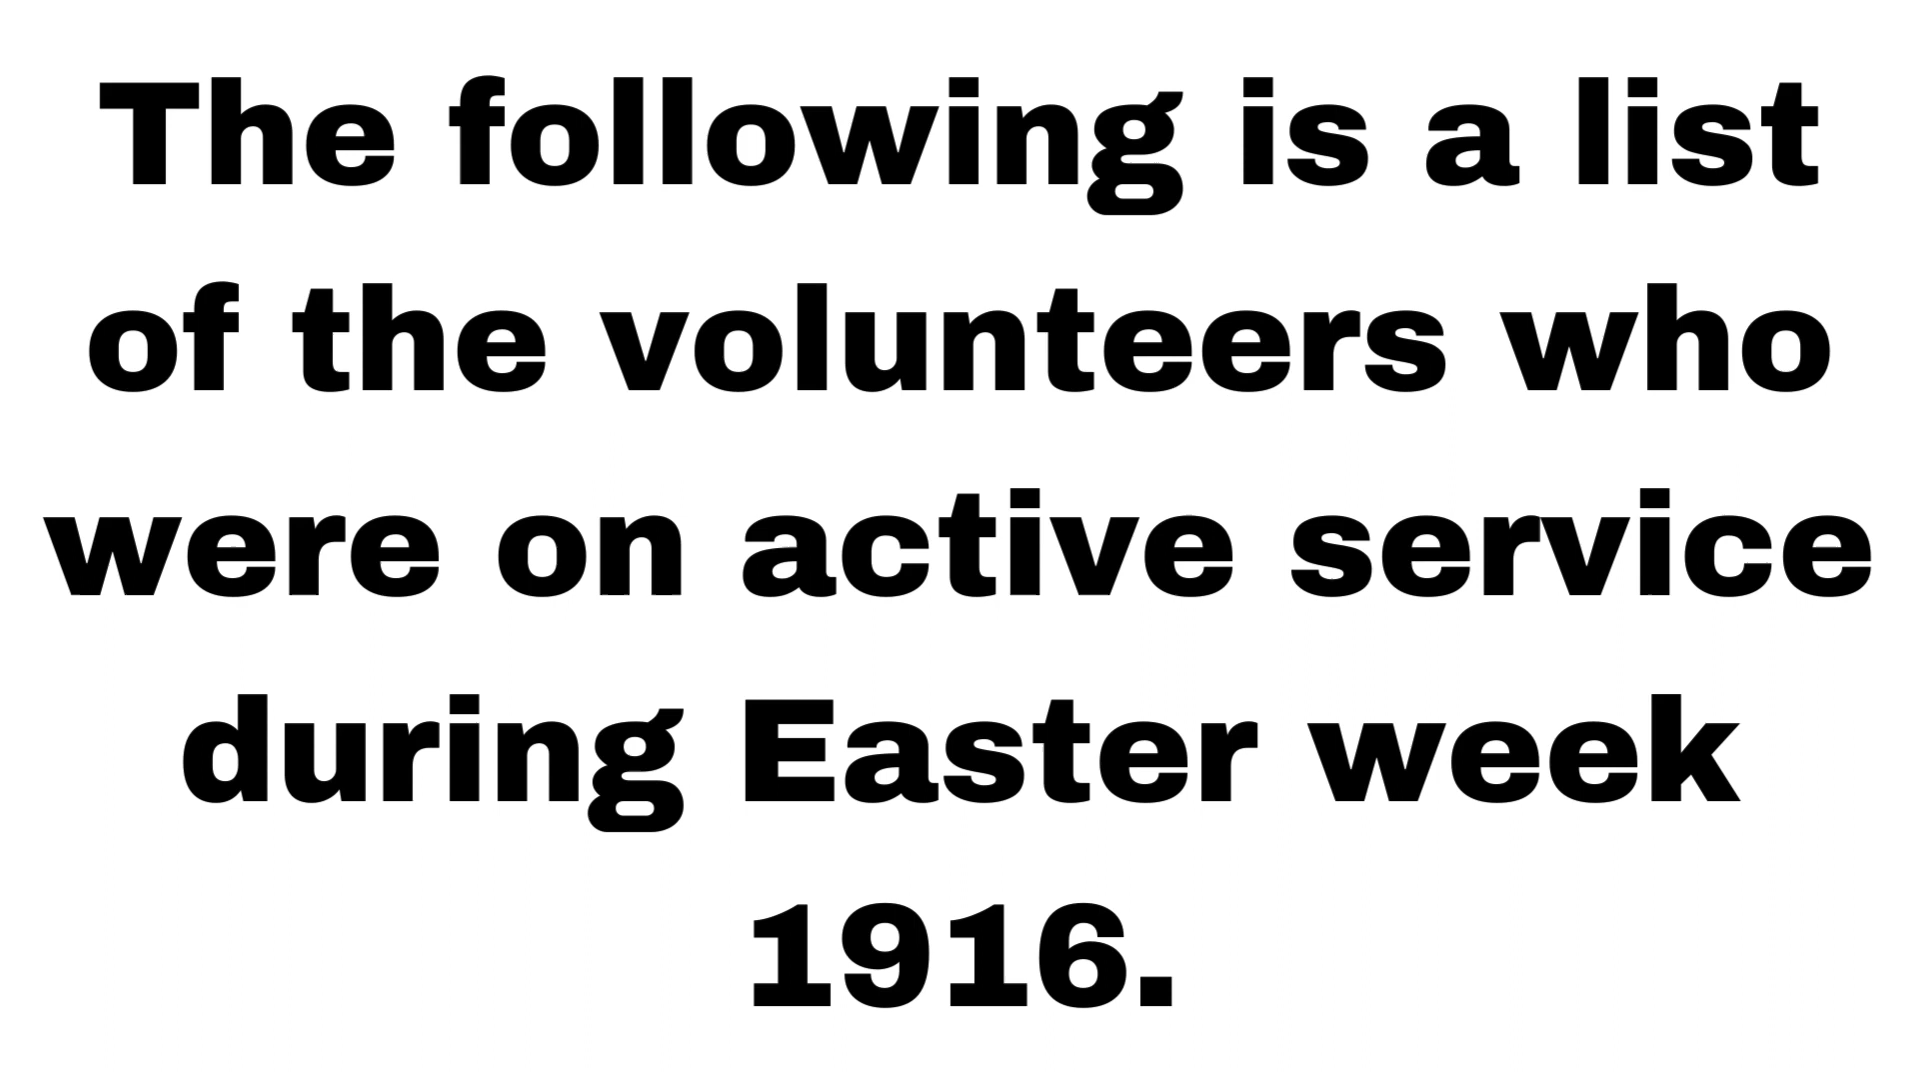 The following is a list
of the volunteers who
were on active service
during Easter week
1916.